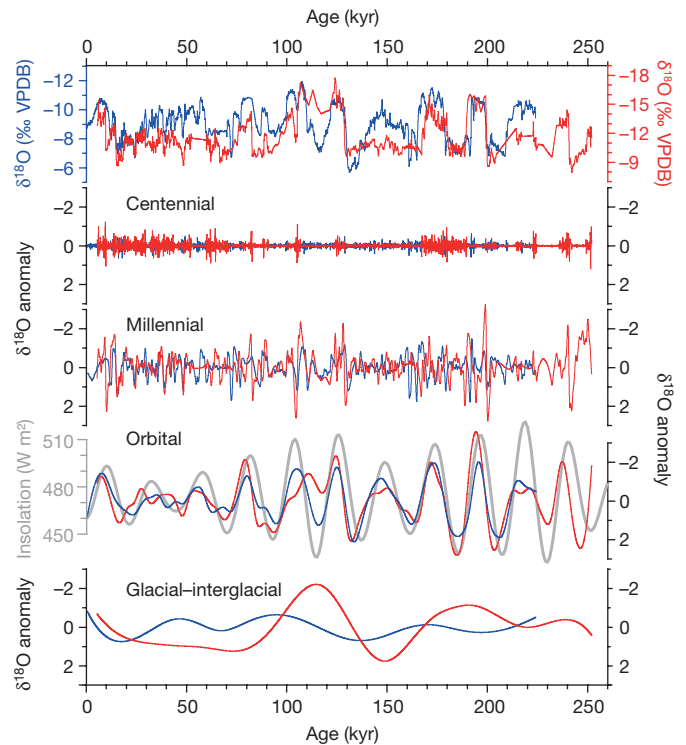 Age (kyr)
0 50 100 150 200 250
δ¹⁸O (‰ VPDB)
−12
−10
−8
−6
−18
−15
−12
−9
δ¹⁸O (‰ VPDB)
Centennial
δ¹⁸O anomaly
−2
0
2
−2
0
2
Millennial
−2
0
2
−2
0
2
δ¹⁸O anomaly
Orbital
Insolation (W m²)
510
480
450
−2
0
2
Glacial–interglacial
δ¹⁸O anomaly
−2
0
2
−2
0
2
0 50 100 150 200 250
Age (kyr)